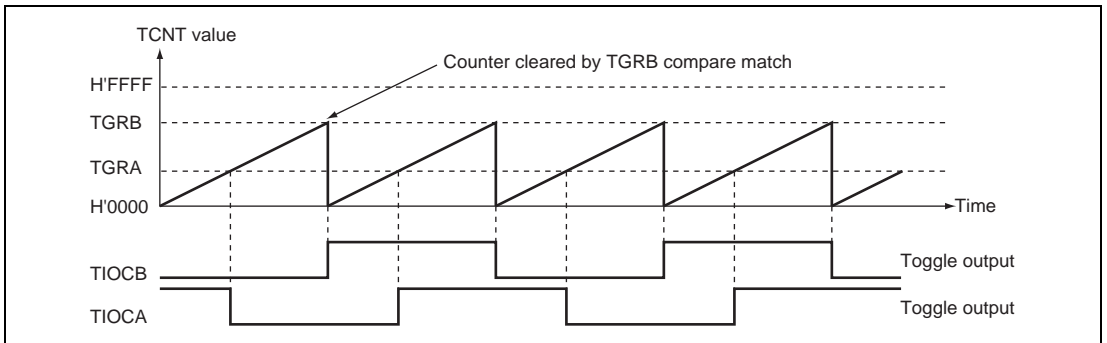 TCNT value
Counter cleared by TGRB compare match
H'FFFF
TGRB
TGRA
H'0000
Time
TIOCB
Toggle output
TIOCA
Toggle output